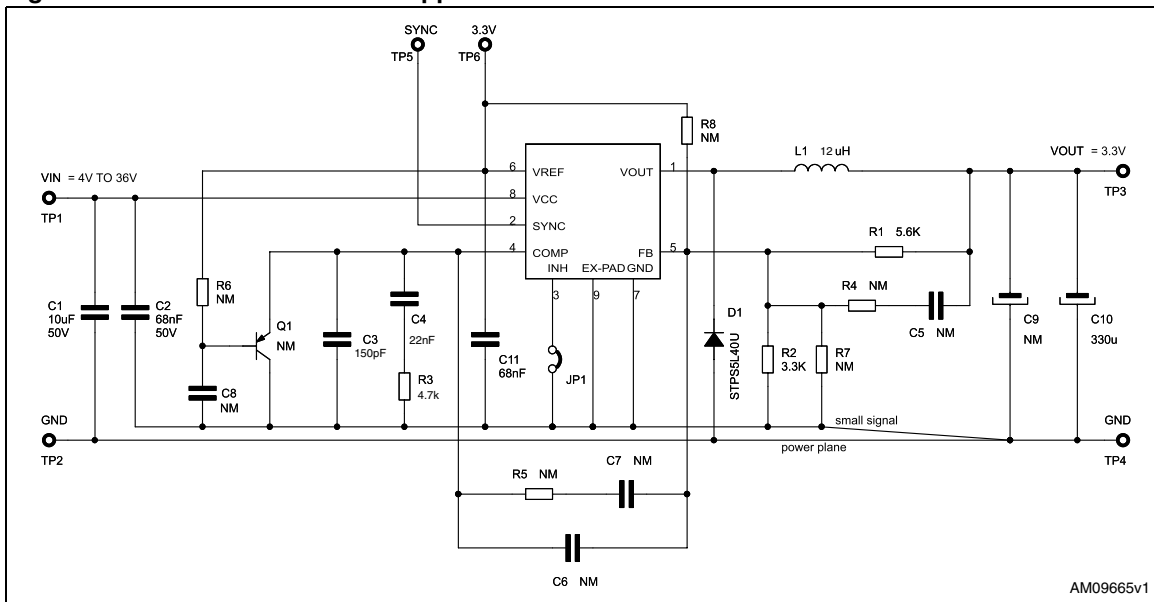 SYNC
3.3V
TP5
TP6
R8
NM
L1 12 uH
VOUT = 3.3V
TP3
VIN = 4V TO 36V
TP1
6 VREF VOUT 1
8 VCC
2 SYNC
4 COMP FB 5
INH EX-PAD GND
3 9 7
R1 5.6K
R4 NM
C5 NM
R6
NM
C1
10uF
50V
C2
68nF
50V
Q1
NM
C8
NM
C3
150pF
C4
22nF
R3
4.7k
C11
68nF
JP1
D1
STPS5L40U
R2
3.3K
R7
NM
C9
NM
C10
330u
GND
TP2
small signal
power plane
GND
TP4
R5 NM
C7 NM
C6 NM
AM09665v1